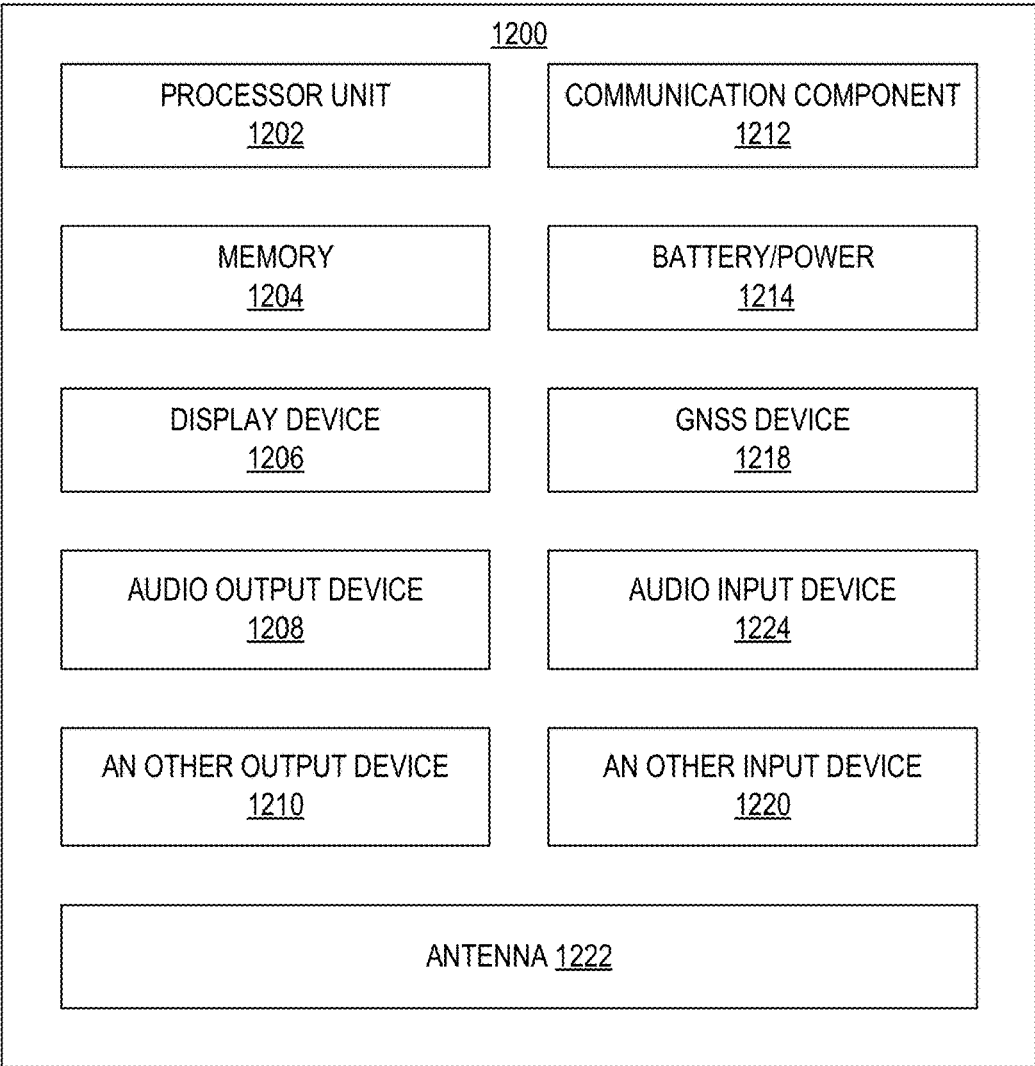 1200
PROCESSOR UNIT
1202
COMMUNICATION COMPONENT
1212
MEMORY
1204
BATTERY/POWER
1214
DISPLAY DEVICE
1206
GNSS DEVICE
1218
AUDIO OUTPUT DEVICE
1208
AUDIO INPUT DEVICE
1224
AN OTHER OUTPUT DEVICE
1210
AN OTHER INPUT DEVICE
1220
ANTENNA 1222